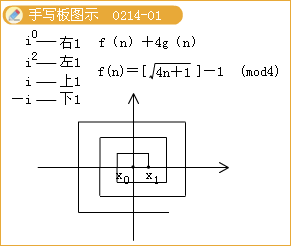 手写板图示 0214-01
i⁰ — 右1 f(n)+4g(n)
i² — 左1
f(n)=[√4n+1]-1 (mod4)
i — 上1
-i — 下1
x₀ x₁